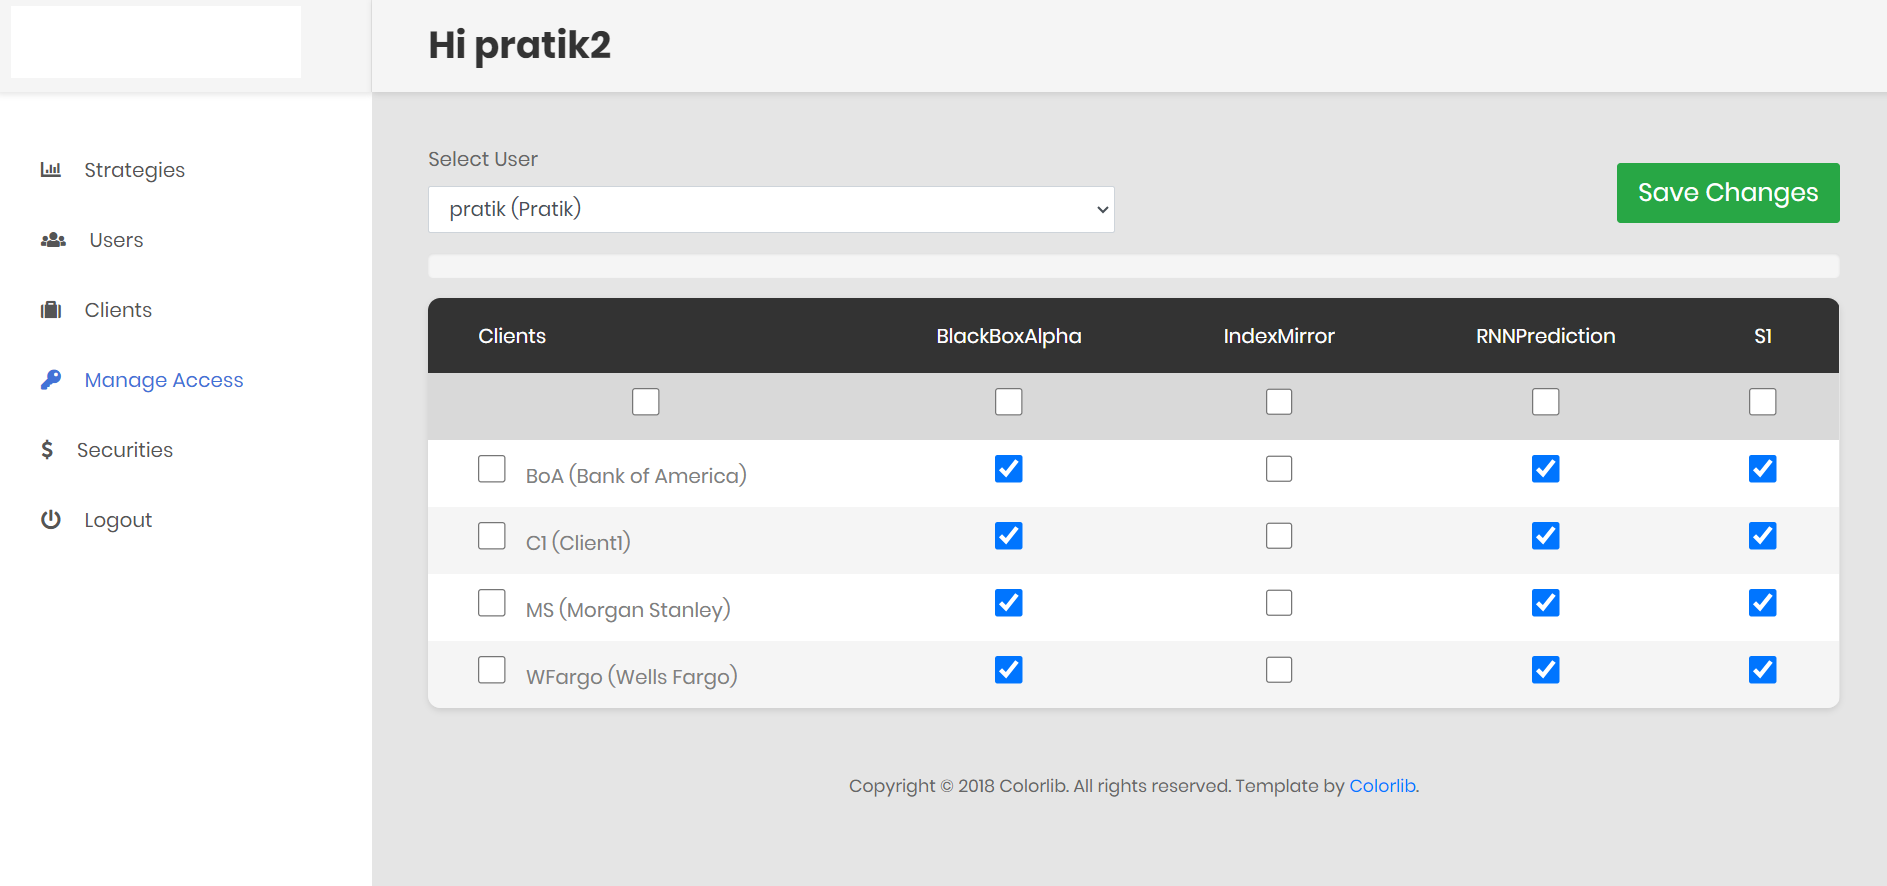 Hi pratik2
Strategies
Users
Clients
Manage Access
Securities
Logout
Select User
pratik (Pratik)
Save Changes
Clients BlackBoxAlpha IndexMirror RNNPrediction S1
BoA (Bank of America)
C1 (Client1)
MS (Morgan Stanley)
WFargo (Wells Fargo)
Copyright © 2018 Colorlib. All rights reserved. Template by Colorlib.